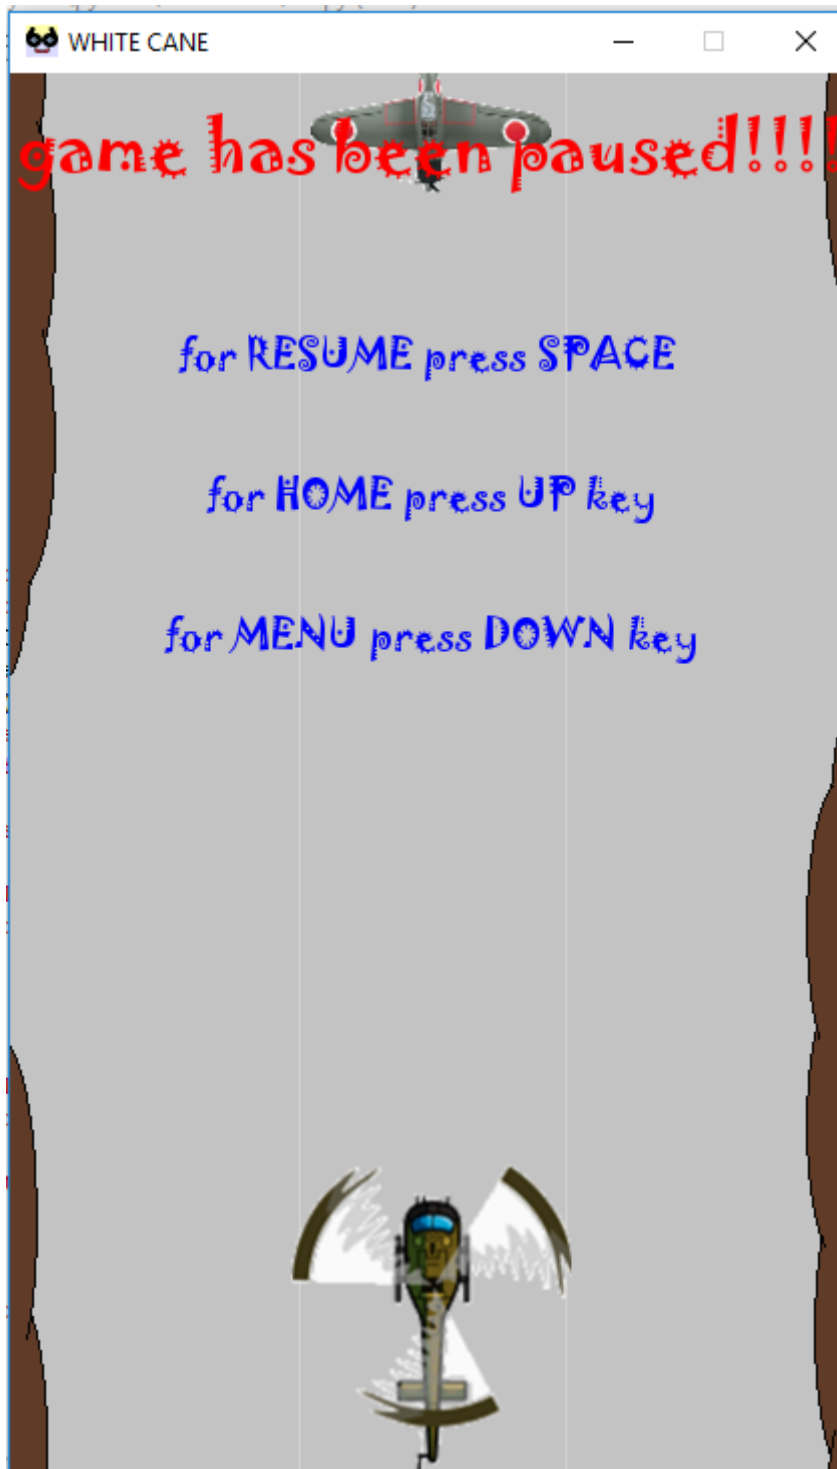 WHITE CANE
game has been paused!!!!
for RESUME press SPACE
for HOME press UP key
for MENU press DOWN key